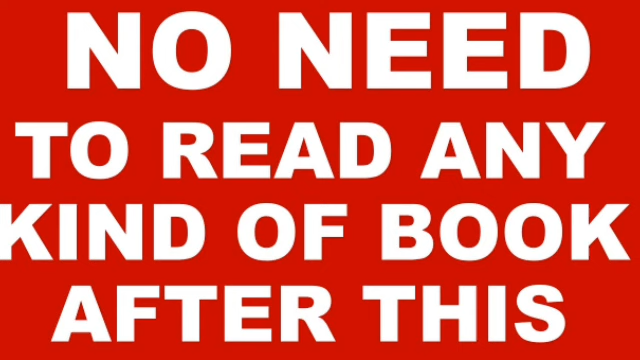 NO NEED
TO READ ANY
KIND OF BOOK
AFTER THIS